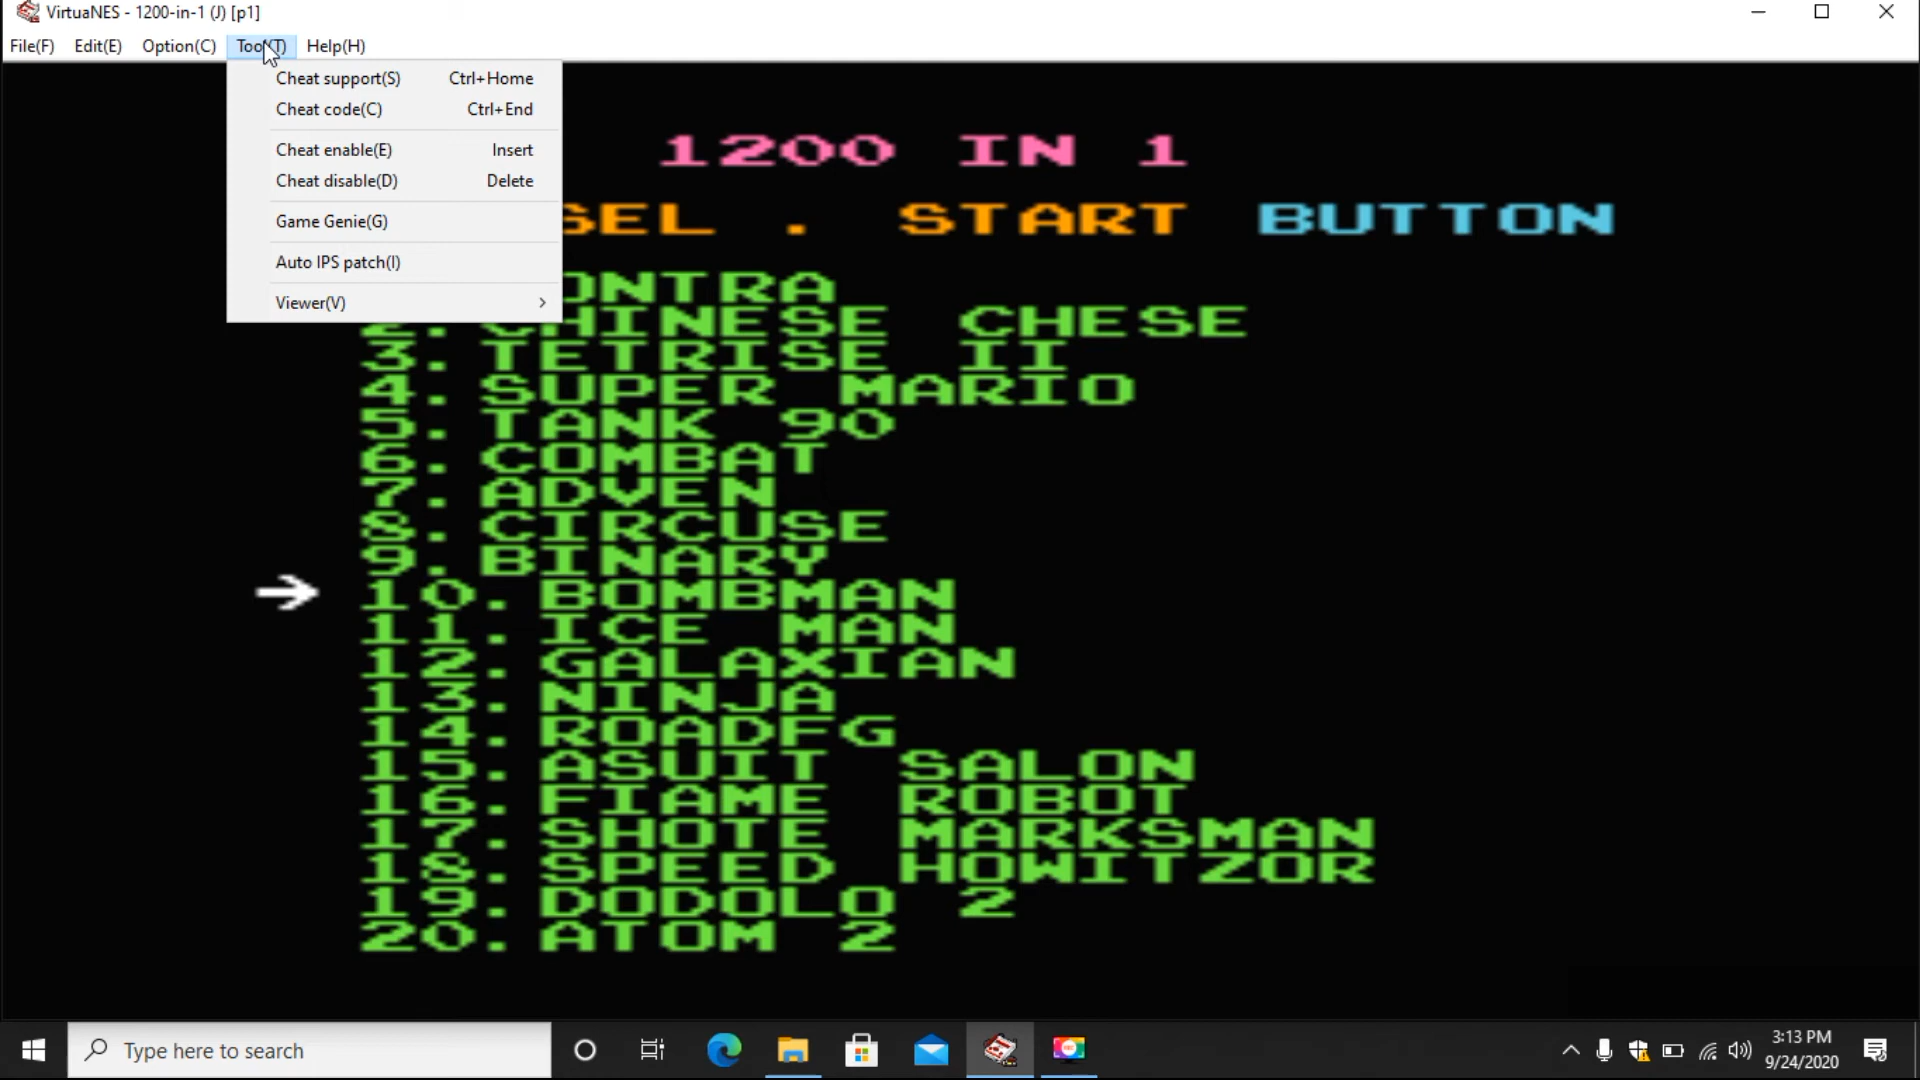 VirtuaNES - 1200-in-1 (J) [p1]
File(F) Edit(E) Option(C) Tool(T) Help(H)
Cheat support(S) Ctrl+Home
Cheat code(C) Ctrl+End
Cheat enable(E) Insert
Cheat disable(D) Delete
Game Genie(G)
Auto IPS patch(I)
Viewer(V)
1200 IN 1
SEL . START BUTTON
ONTRA
2. CHINESE CHESE
3. TETRISE II
4. SUPER MARIO
5. TANK 90
6. COMBAT
7. ADVEN
8. CIRCUSE
9. BINARY
10. BOMBMAN
11. ICE MAN
12. GALAXIAN
13. NINJA
14. ROADFG
15. ASUIT SALON
16. FIAME ROBOT
17. SHOTE MARKSMAN
18. SPEED HOWITZOR
19. DODOLO 2
20. ATOM 2
Type here to search
3:13 PM
9/24/2020